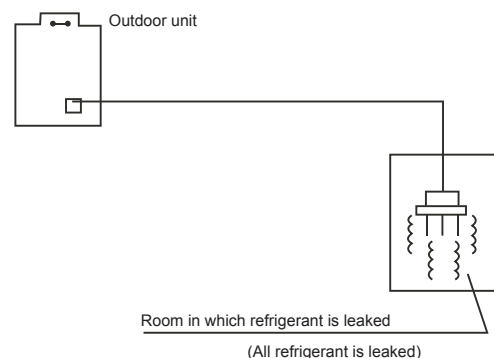 Outdoor unit
Room in which refrigerant is leaked
(All refrigerant is leaked)